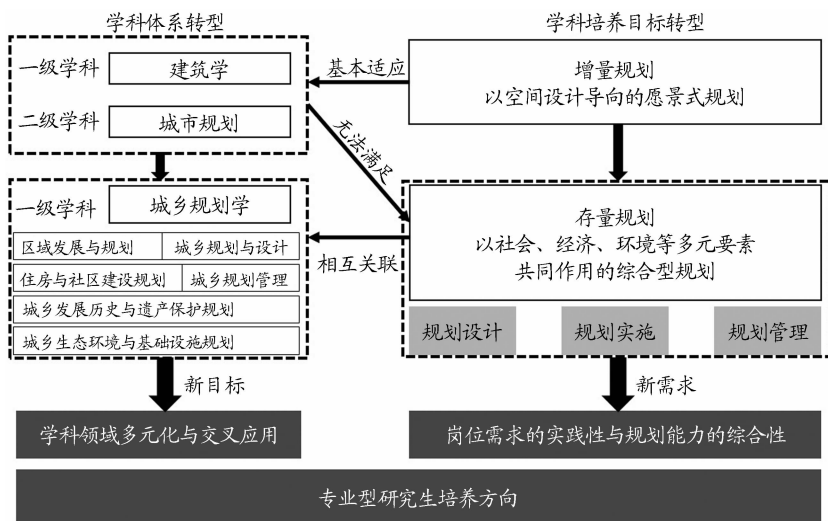 学科体系转型
学科培养目标转型
一级学科
建筑学
二级学科
城市规划
基本适应
增量规划
以空间设计导向的愿景式规划
无法满足
一级学科
城乡规划学
区域发展与规划
城乡规划与设计
住房与社区建设规划
城乡规划管理
城乡发展历史与遗产保护规划
城乡生态环境与基础设施规划
相互关联
存量规划
以社会、经济、环境等多元要素
共同作用的综合型规划
规划设计
规划实施
规划管理
新目标
新需求
学科领域多元化与交叉应用
岗位需求的实践性与规划能力的综合性
专业型研究生培养方向